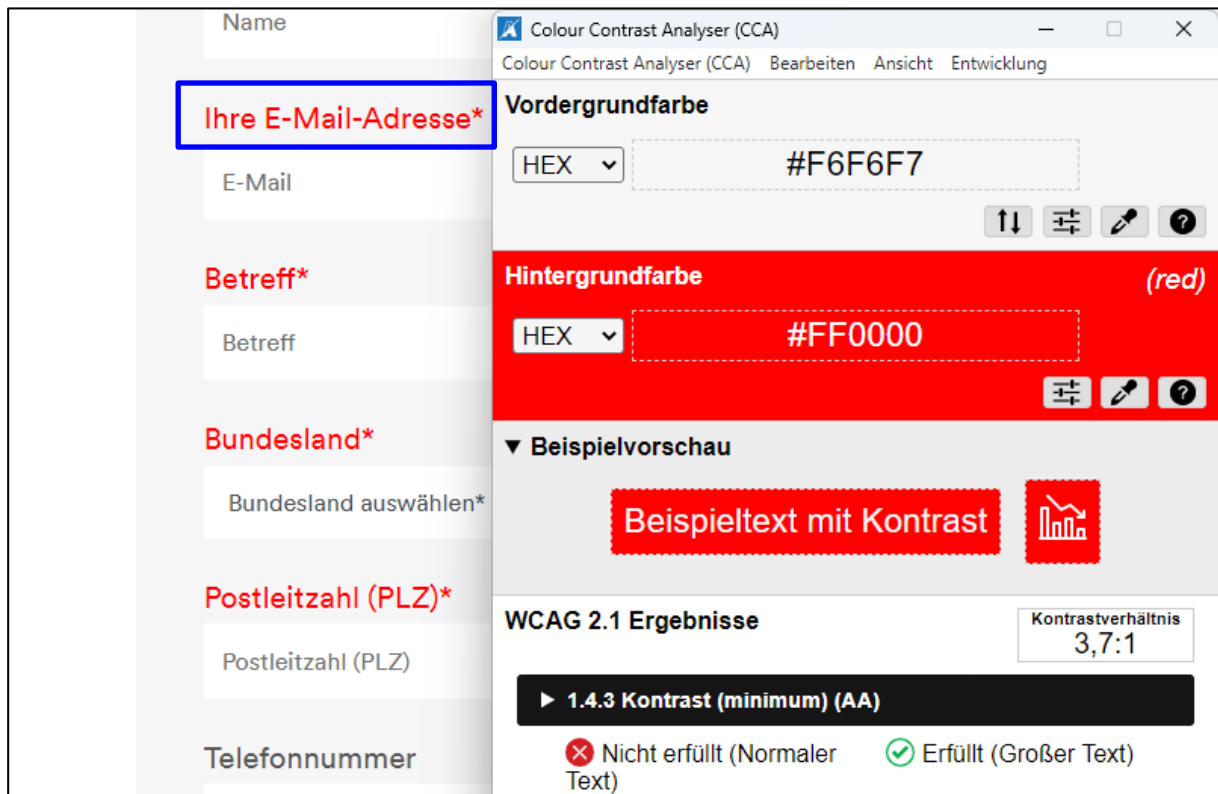 Name
Ihre E-Mail-Adresse*
E-Mail
Betreff*
Betreff
Bundesland*
Bundesland auswählen*
Postleitzahl (PLZ)*
Postleitzahl (PLZ)
Telefonnummer
Colour Contrast Analyser (CCA)
Colour Contrast Analyser (CCA) Bearbeiten Ansicht Entwicklung
Vordergrundfarbe
HEX #F6F6F7
?
Hintergrundfarbe (red)
HEX #FF0000
?
▼ Beispielvorschau
Beispieltext mit Kontrast
WCAG 2.1 Ergebnisse
Kontrastverhältnis
3,7:1
▶ 1.4.3 Kontrast (minimum) (AA)
Nicht erfüllt (Normaler Text)
Erfüllt (Großer Text)